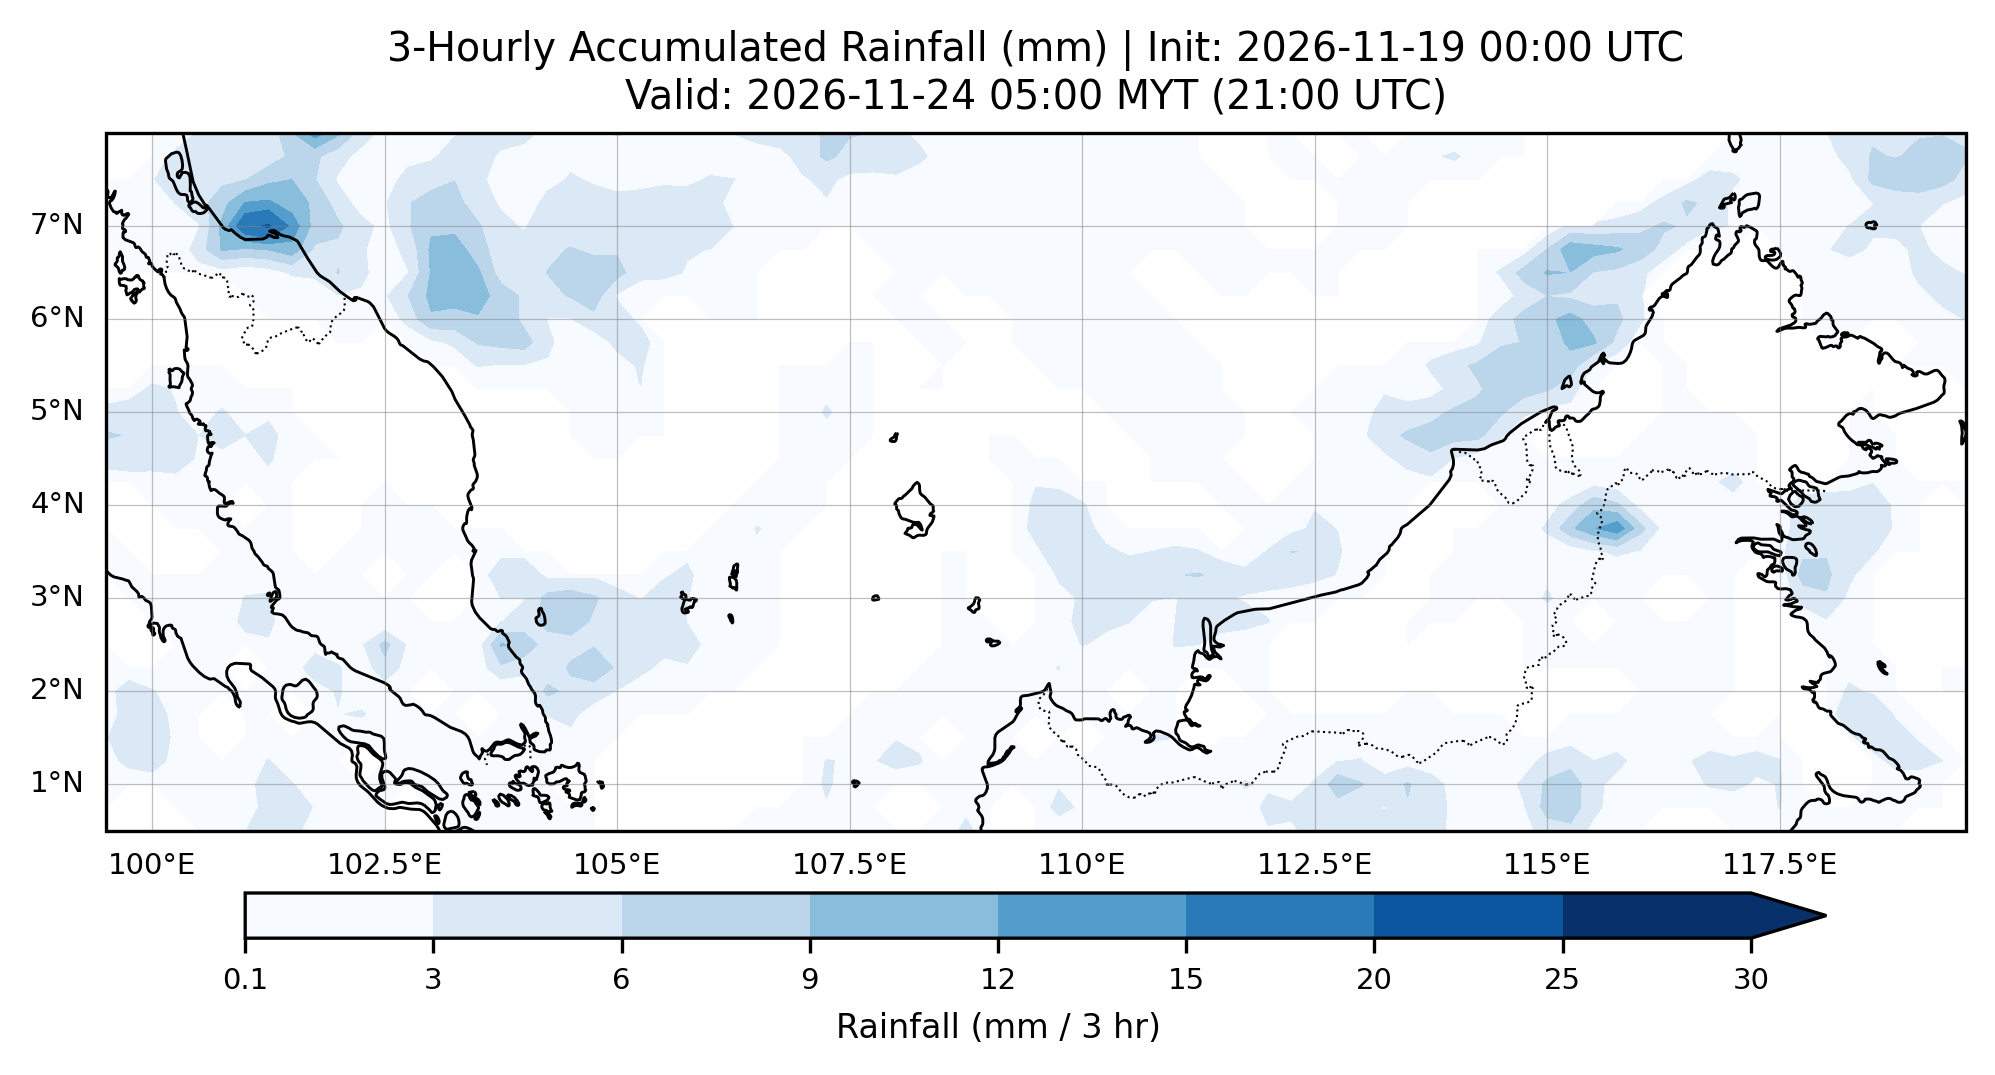 3-Hourly Accumulated Rainfall (mm) | Init: 2026-11-19 00:00 UTC
Valid: 2026-11-24 05:00 MYT (21:00 UTC)
7°N
6°N
5°N
4°N
3°N
2°N
1°N
100°E 102.5°E 105°E 107.5°E 110°E 112.5°E 115°E 117.5°E
0.1 3 6 9 12 15 20 25 30
Rainfall (mm / 3 hr)